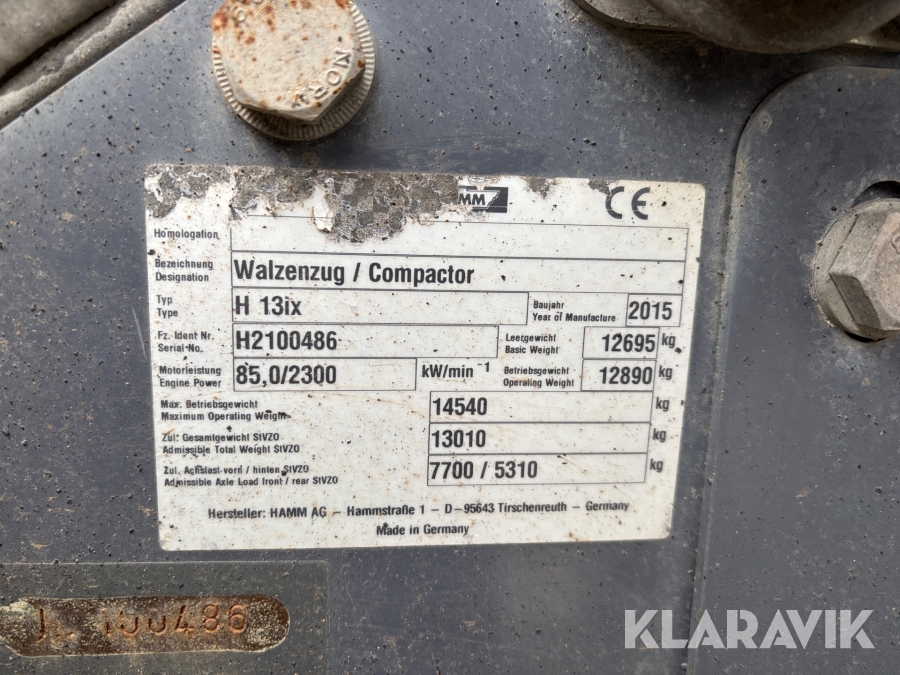 NOR
MM
CE
Homologation
Bezeichnung
Designation
Walzenzug / Compactor
Typ
Type
H 13ix
Baujahr
Year of Manufacture
2015
Fz. Ident Nr.
Serial No.
H2100486
Leergewicht
Basic Weight
12695 kg
Motorleistung
Engine Power
85,0/2300
kW/min⁻¹
Betriebsgewicht
Operating Weight
12890 kg
Max. Betriebsgewicht
Maximum Operating Weight
14540 kg
Zul. Gesamtgewicht StVZO
Admissible Total Weight StVZO
13010 kg
Zul. Achslast-vorn / hinten StVZO
Admissible Axle Load front / rear StVZO
7700 / 5310 kg
Hersteller: HAMM AG – Hammstraße 1 – D-95643 Tirschenreuth – Germany
Made in Germany
486
KLARAVIK